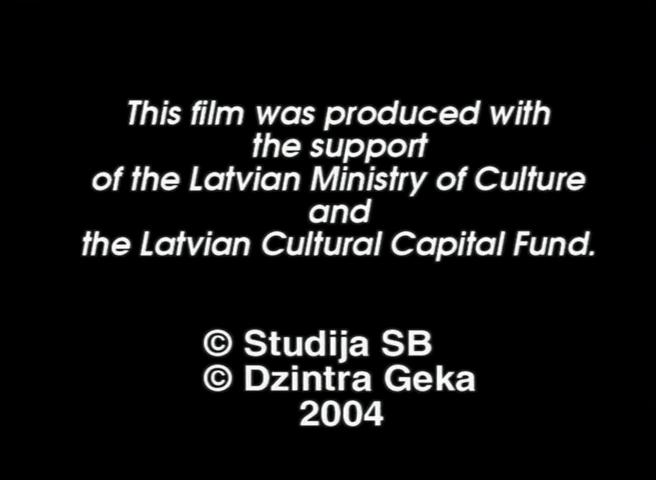 This film was produced with
the support
of the Latvian Ministry of Culture
and
the Latvian Cultural Capital Fund.
© Studija SB
© Dzintra Geka
2004